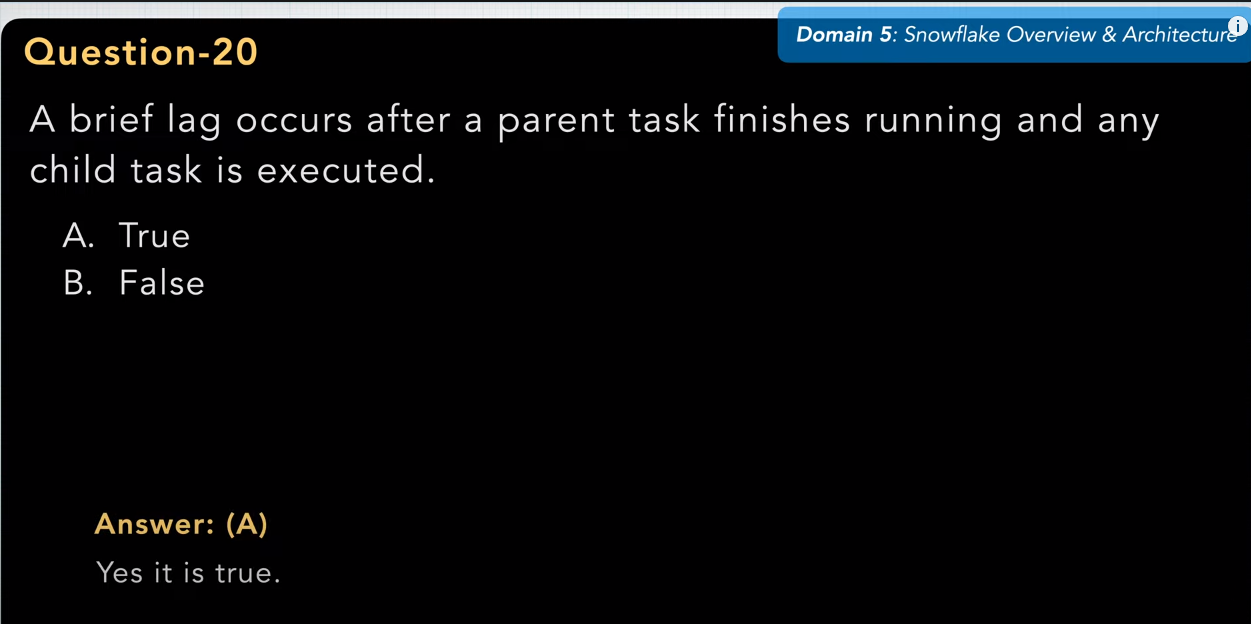 Domain 5: Snowflake Overview & Architecture
i
Question-20
A brief lag occurs after a parent task finishes running and any
child task is executed.
A. True
B. False
Answer: (A)
Yes it is true.